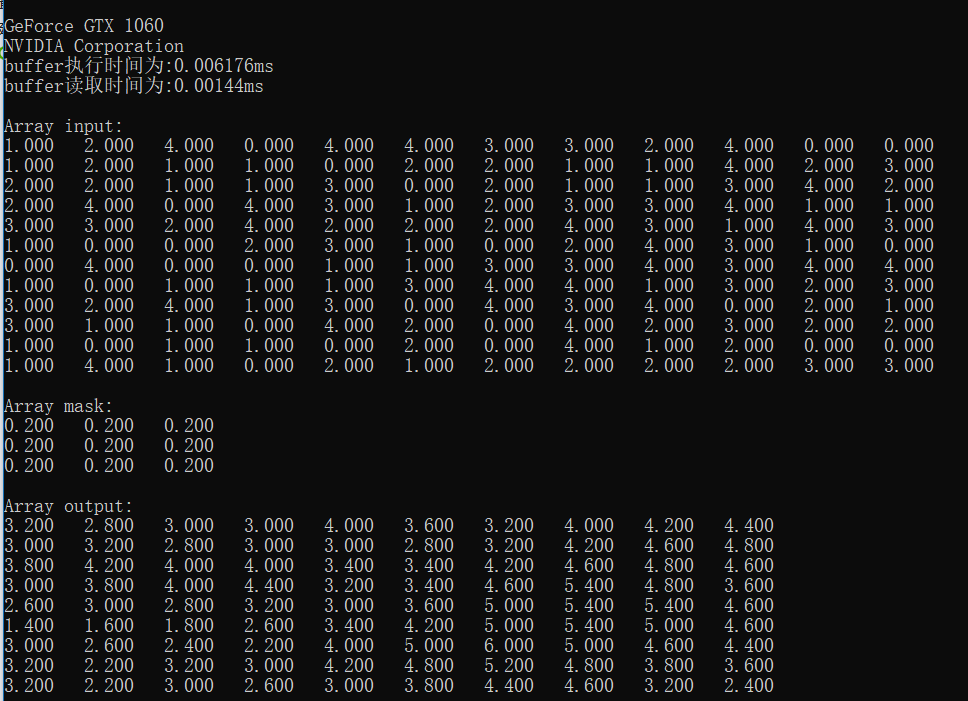 GeForce GTX 1060
NVIDIA Corporation
buffer执行时间为:0.006176ms
buffer读取时间为:0.00144ms
Array input:
1.000 2.000 4.000 0.000 4.000 4.000 3.000 3.000 2.000 4.000 0.000 0.000
1.000 2.000 1.000 1.000 0.000 2.000 2.000 1.000 1.000 4.000 2.000 3.000
2.000 2.000 1.000 1.000 3.000 0.000 2.000 1.000 1.000 3.000 4.000 2.000
2.000 4.000 0.000 4.000 3.000 1.000 2.000 3.000 3.000 4.000 1.000 1.000
3.000 3.000 2.000 4.000 2.000 2.000 2.000 4.000 3.000 1.000 4.000 3.000
1.000 0.000 0.000 2.000 3.000 1.000 0.000 2.000 4.000 3.000 1.000 0.000
0.000 4.000 0.000 0.000 1.000 1.000 3.000 3.000 4.000 3.000 4.000 4.000
1.000 0.000 1.000 1.000 1.000 3.000 4.000 4.000 1.000 3.000 2.000 3.000
3.000 2.000 4.000 1.000 3.000 0.000 4.000 3.000 4.000 0.000 2.000 1.000
3.000 1.000 1.000 0.000 4.000 2.000 0.000 4.000 2.000 3.000 2.000 2.000
1.000 0.000 1.000 1.000 0.000 2.000 0.000 4.000 1.000 2.000 0.000 0.000
1.000 4.000 1.000 0.000 2.000 1.000 2.000 2.000 2.000 2.000 3.000 3.000
Array mask:
0.200 0.200 0.200
0.200 0.200 0.200
0.200 0.200 0.200
Array output:
3.200 2.800 3.000 3.000 4.000 3.600 3.200 4.000 4.200 4.400
3.000 3.200 2.800 3.000 3.000 2.800 3.200 4.200 4.600 4.800
3.800 4.200 4.000 4.000 3.400 3.400 4.200 4.600 4.800 4.600
3.000 3.800 4.000 4.400 3.200 3.400 4.600 5.400 4.800 3.600
2.600 3.000 2.800 3.200 3.000 3.600 5.000 5.400 5.400 4.600
1.400 1.600 1.800 2.600 3.400 4.200 5.000 5.400 5.000 4.600
3.000 2.600 2.400 2.200 4.000 5.000 6.000 5.000 4.600 4.400
3.200 2.200 3.200 3.000 4.200 4.800 5.200 4.800 3.800 3.600
3.200 2.200 3.000 2.600 3.000 3.800 4.400 4.600 3.200 2.400